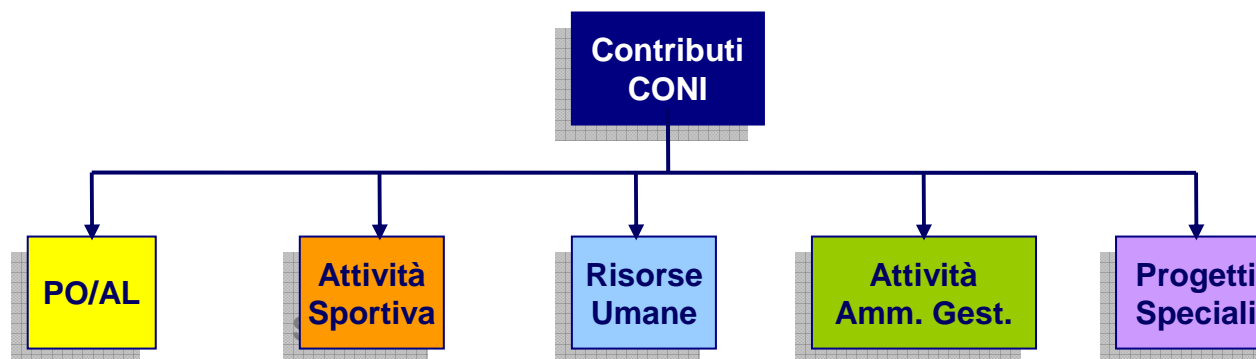 Contributi
CONI
PO/AL
Attività
Sportiva
Risorse
Umane
Attività
Amm. Gest.
Progetti
Speciali